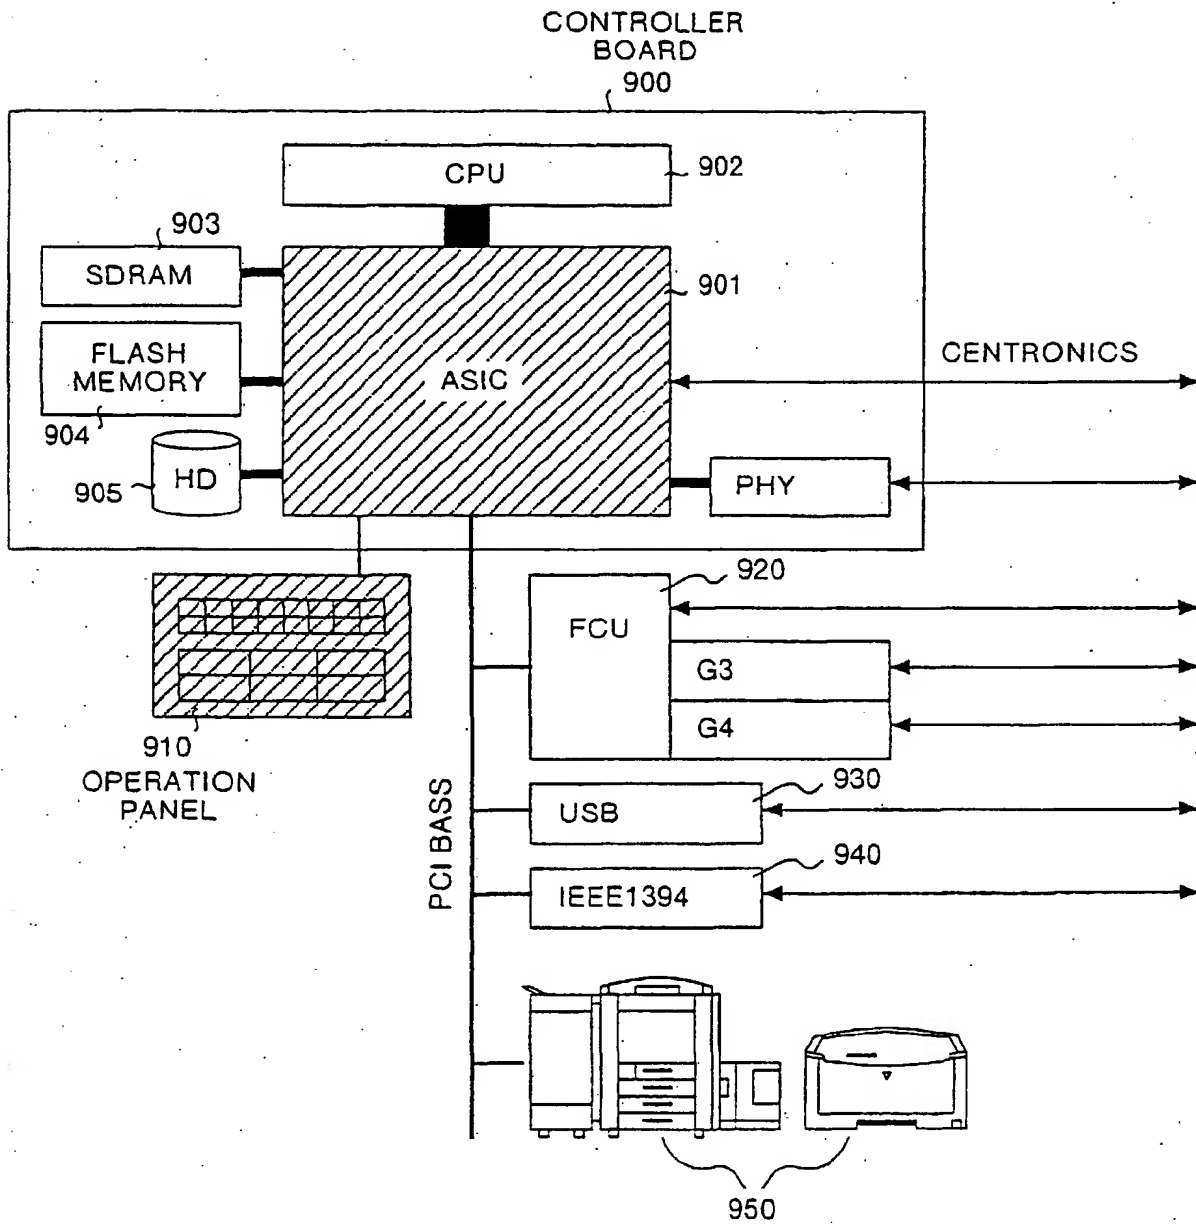 CONTROLLER
BOARD
900
CPU
902
903
SDRAM
901
FLASH
MEMORY
ASIC
CENTRONICS
904
905
HD
PHY
920
FCU
G3
G4
910
OPERATION
PANEL
PCI BASS
930
USB
940
IEEE1394
950